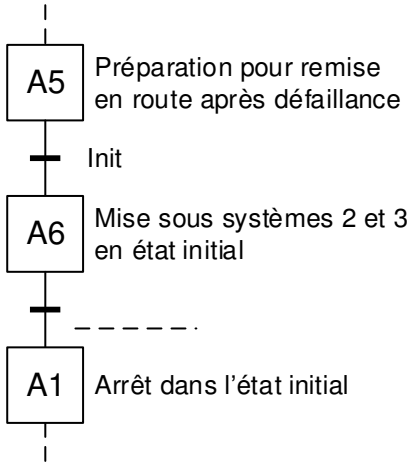 A5
Préparation pour remise
en route après défaillance
Init
A6
Mise sous systèmes 2 et 3
en état initial
A1
Arrêt dans l'état initial